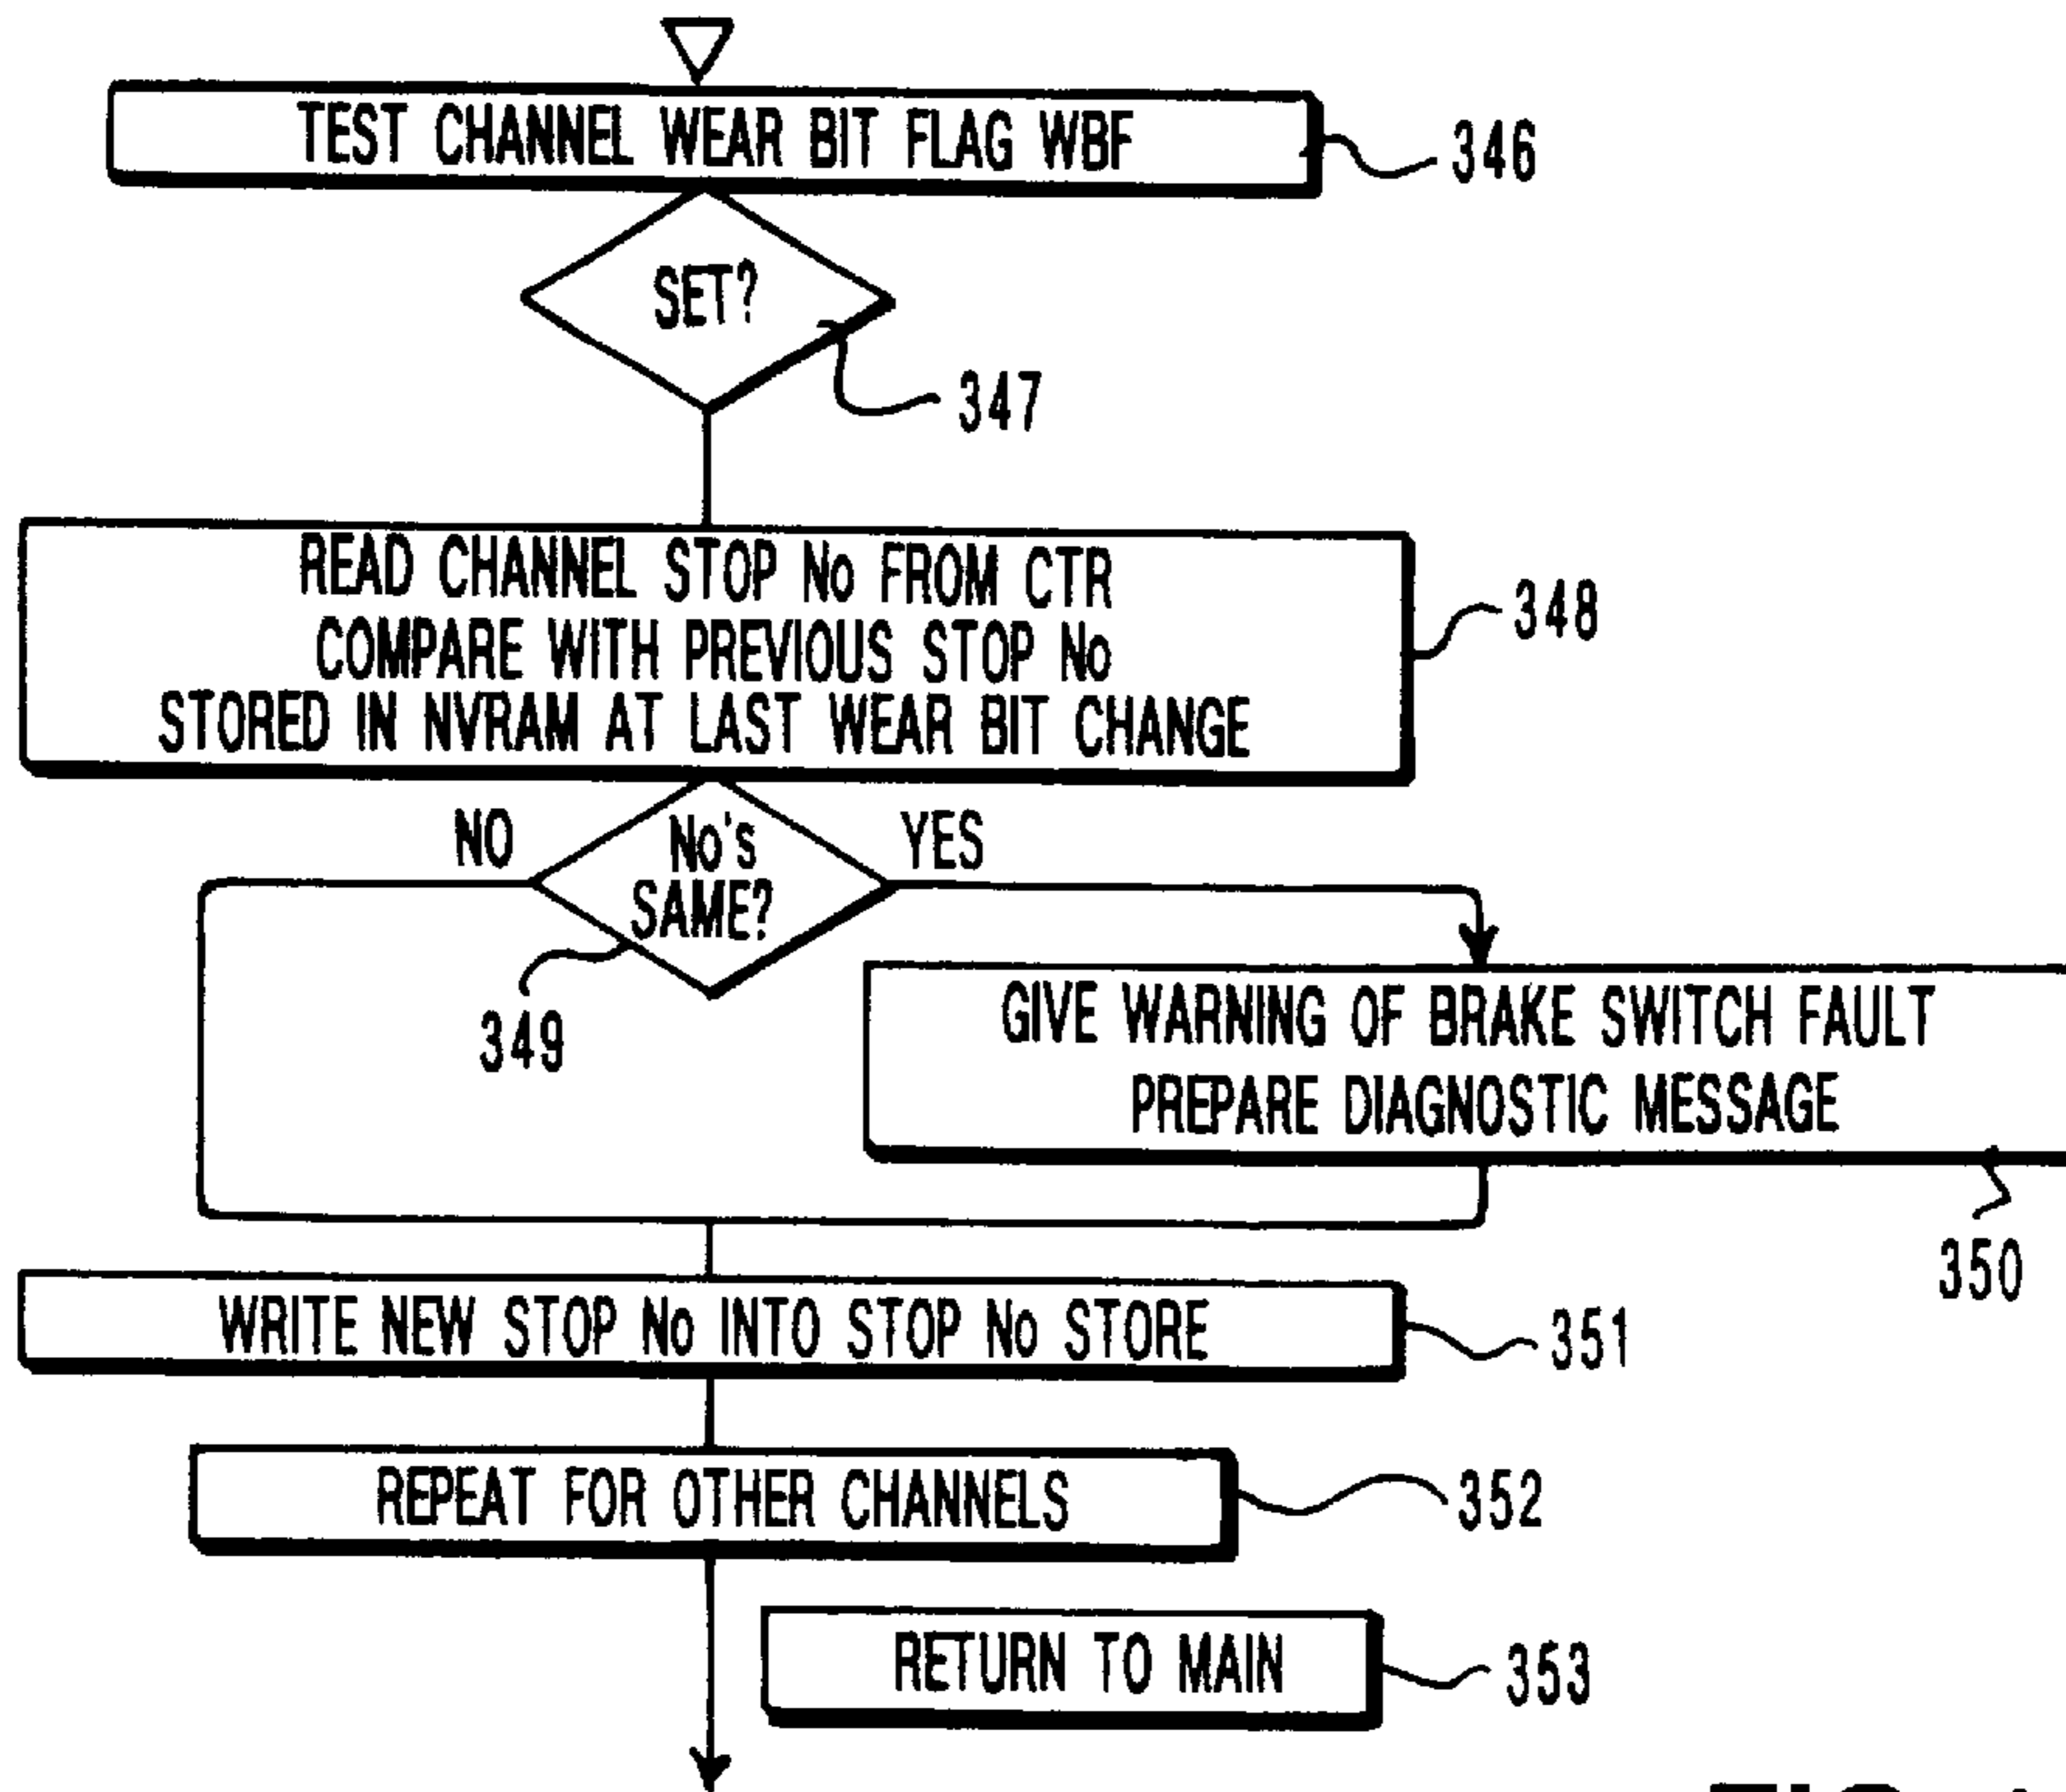 TEST CHANNEL WEAR BIT FLAG WBF
346
SET?
347
READ CHANNEL STOP No FROM CTR
COMPARE WITH PREVIOUS STOP No
STORED IN NVRAM AT LAST WEAR BIT CHANGE
348
NO
No's
SAME?
YES
349
GIVE WARNING OF BRAKE SWITCH FAULT
PREPARE DIAGNOSTIC MESSAGE
350
WRITE NEW STOP No INTO STOP No STORE
351
REPEAT FOR OTHER CHANNELS
352
RETURN TO MAIN
353